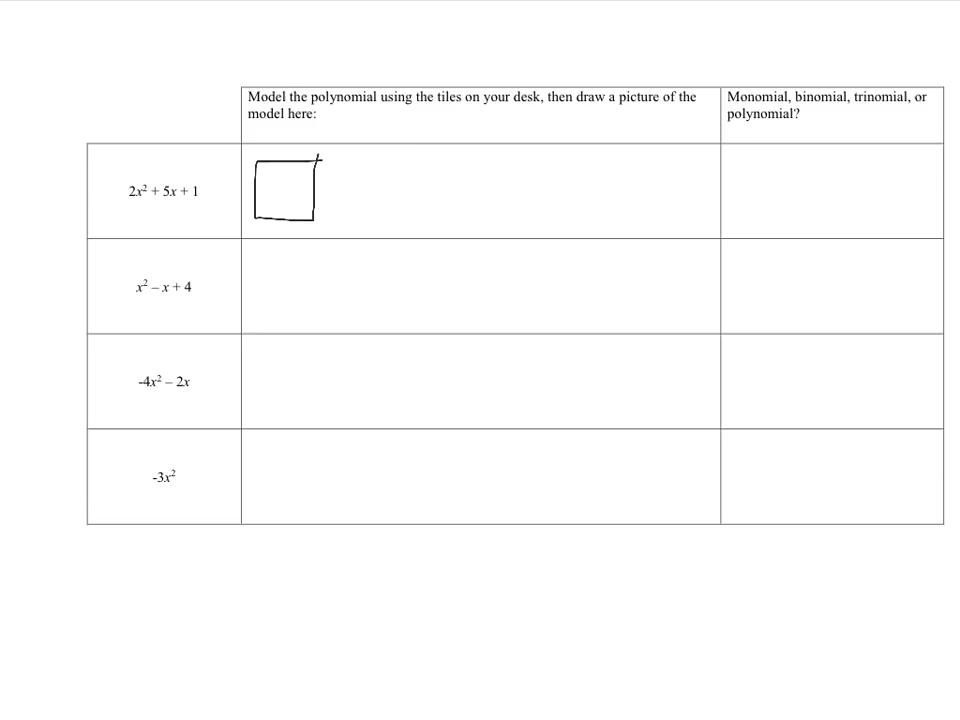 Model the polynomial using the tiles on your desk, then draw a picture of the
model here:
Monomial, binomial, trinomial, or
polynomial?
2x² + 5x + 1
x² – x + 4
-4x² – 2x
-3x²